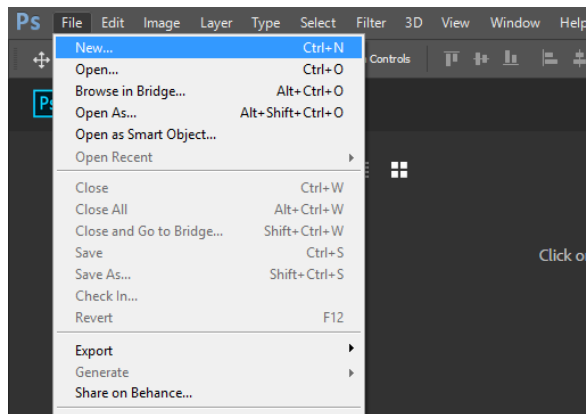 Ps File Edit Image Layer Type Select Filter 3D View Window Help
New... Ctrl+N
Controls
Open... Ctrl+O
Browse in Bridge... Alt+Ctrl+O
Ps
Open As... Alt+Shift+Ctrl+O
Open as Smart Object...
Open Recent
Close Ctrl+W
Close All Alt+Ctrl+W
Close and Go to Bridge... Shift+Ctrl+W
Save Ctrl+S
Click o
Save As... Shift+Ctrl+S
Check In...
Revert F12
Export
Generate
Share on Behance...